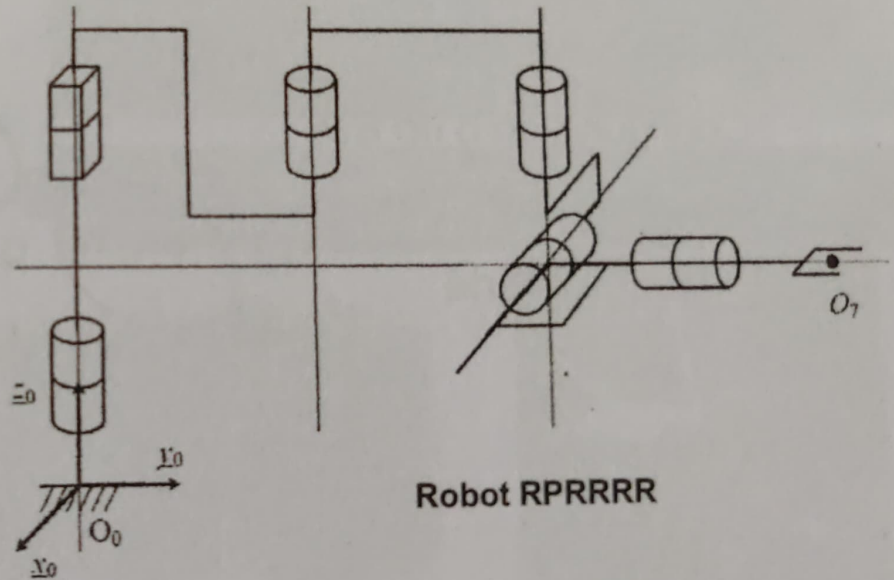 O₇
z₀
y₀
Robot RPRRRR
O₀
x₀